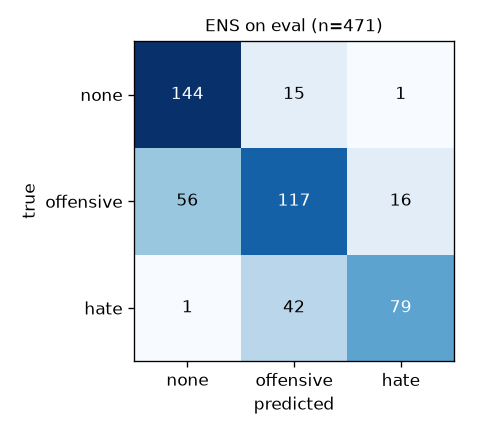 ENS on eval (n=471)
true
none 144 15 1
offensive 56 117 16
hate 1 42 79
none offensive hate
predicted